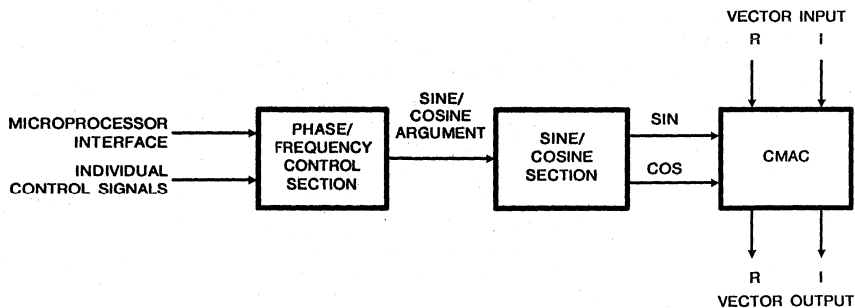 VECTOR INPUT
R I
MICROPROCESSOR
INTERFACE
INDIVIDUAL
CONTROL SIGNALS
PHASE/
FREQUENCY
CONTROL
SECTION
SINE/
COSINE
ARGUMENT
SINE/
COSINE
SECTION
SIN
COS
CMAC
R I
VECTOR OUTPUT